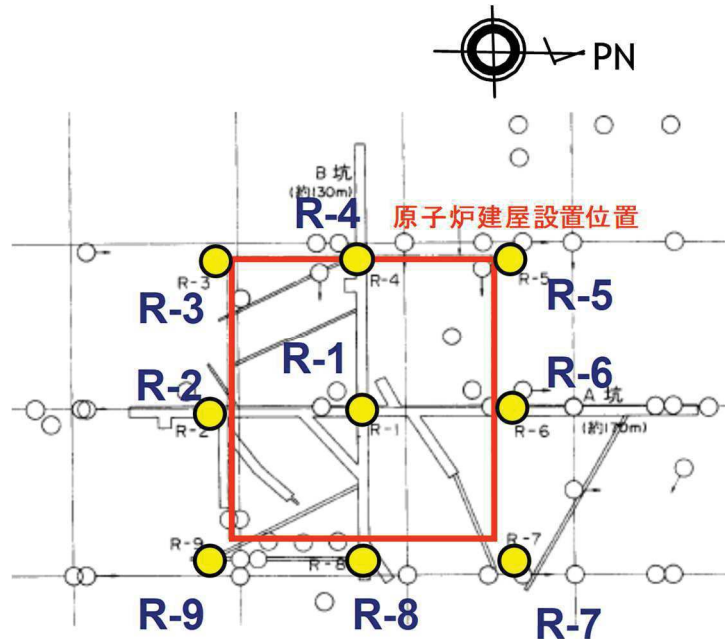 PN
B 坑
(約130m)
R-4
原子炉建屋設置位置
R-3
R-4
R-5
R-3
R-5
R-1
R-2
R-6
A 坑
R-2
R-1
R-6
(約170m)
R-9
R-8
R-7
R-9
R-8
R-7